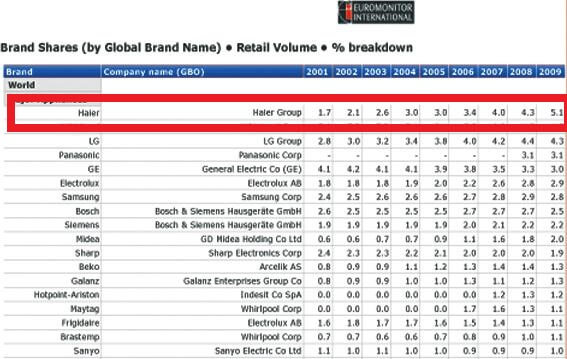 EUROMONITOR
INTERNATIONAL
Brand Shares (by Global Brand Name) • Retail Volume • % breakdown
Brand Company name (GBO) 2001 2002 2003 2004 2005 2006 2007 2008 2009
World
Haier Haier Group 1.7 2.1 2.6 3.0 3.0 3.4 4.0 4.3 5.1
LG LG Group 2.8 3.0 3.2 3.4 3.8 4.0 4.2 4.4 4.3
Panasonic Panasonic Corp - - - - - - - 3.1 3.1
GE General Electric Co (GE) 4.1 4.2 4.1 4.1 3.9 3.8 3.5 3.3 3.0
Electrolux Electrolux AB 1.8 1.8 1.8 1.9 2.0 2.2 2.6 2.8 2.9
Samsung Samsung Corp 2.4 2.5 2.6 2.6 2.6 2.7 2.8 2.9 2.8
Bosch Bosch & Siemens Hausgeräte GmbH 2.6 2.5 2.5 2.5 2.5 2.7 2.7 2.7 2.5
Siemens Bosch & Siemens Hausgeräte GmbH 1.9 1.9 1.9 1.9 1.9 2.0 2.1 2.2 2.2
Midea GD Midea Holding Co Ltd 0.6 0.6 0.7 0.7 0.9 1.1 1.6 1.8 2.0
Sharp Sharp Electronics Corp 2.4 2.3 2.3 2.2 2.1 2.0 2.0 2.0 1.9
Beko Arcelik AS 0.8 0.9 0.9 1.1 1.2 1.3 1.4 1.4 1.3
Galanz Galanz Enterprises Group Co 0.8 0.9 0.9 1.0 1.0 1.1 1.3 1.2 1.3
Hotpoint-Ariston Indesit Co SpA 0.0 0.0 0.0 0.0 0.0 0.0 1.2 1.3 1.2
Maytag Whirlpool Corp 0.0 0.0 0.0 0.0 0.0 1.7 1.6 1.3 1.1
Frigidaire Electrolux AB 1.6 1.8 1.7 1.7 1.6 1.5 1.4 1.3 1.1
Brastemp Whirlpool Corp 0.7 0.7 0.6 0.6 0.7 0.8 0.9 1.0 1.1
Sanyo Sanyo Electric Co Ltd 1.1 1.0 1.1 1.0 1.0 0.9 0.9 0.9 1.0